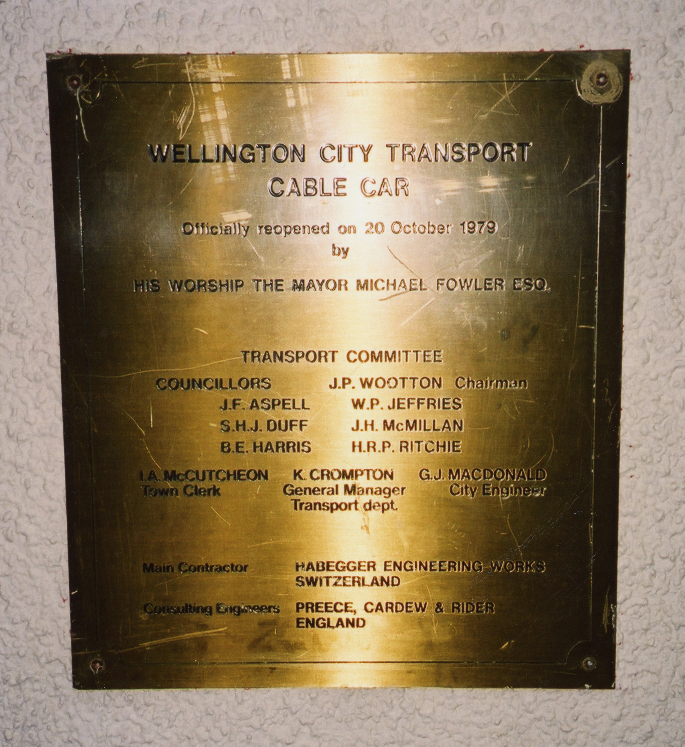 WELLINGTON CITY TRANSPORT
CABLE CAR
Officially reopened on 20 October 1979
by
HIS WORSHIP THE MAYOR MICHAEL FOWLER ESQ.
TRANSPORT COMMITTEE
COUNCILLORS J.P. WOOTTON Chairman
J.F. ASPELL W.P. JEFFRIES
S.H.J. DUFF J.H. McMILLAN
B.E. HARRIS H.R.P. RITCHIE
I.A. McCUTCHEON K. CROMPTON G.J. MACDONALD
Town Clerk General Manager City Engineer
Transport dept.
Main Contractor HABEGGER ENGINEERING WORKS
SWITZERLAND
Consulting Engineers PREECE, CARDEW & RIDER
ENGLAND